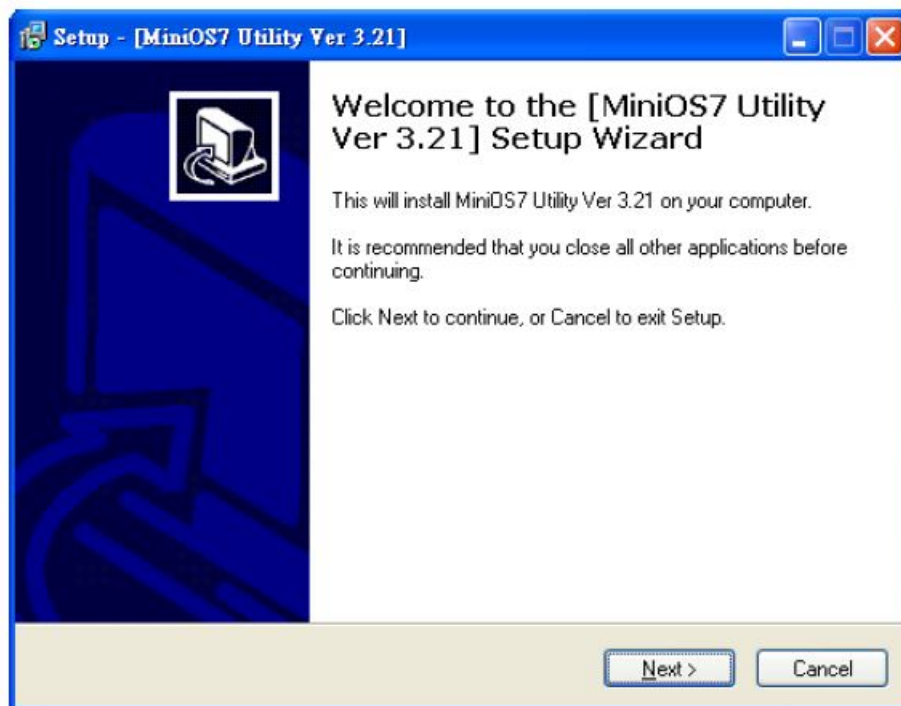 Setup - [MiniOS7 Utility Ver 3.21]
Welcome to the [MiniOS7 Utility
Ver 3.21] Setup Wizard
This will install MiniOS7 Utility Ver 3.21 on your computer.
It is recommended that you close all other applications before
continuing.
Click Next to continue, or Cancel to exit Setup.
Next >
Cancel